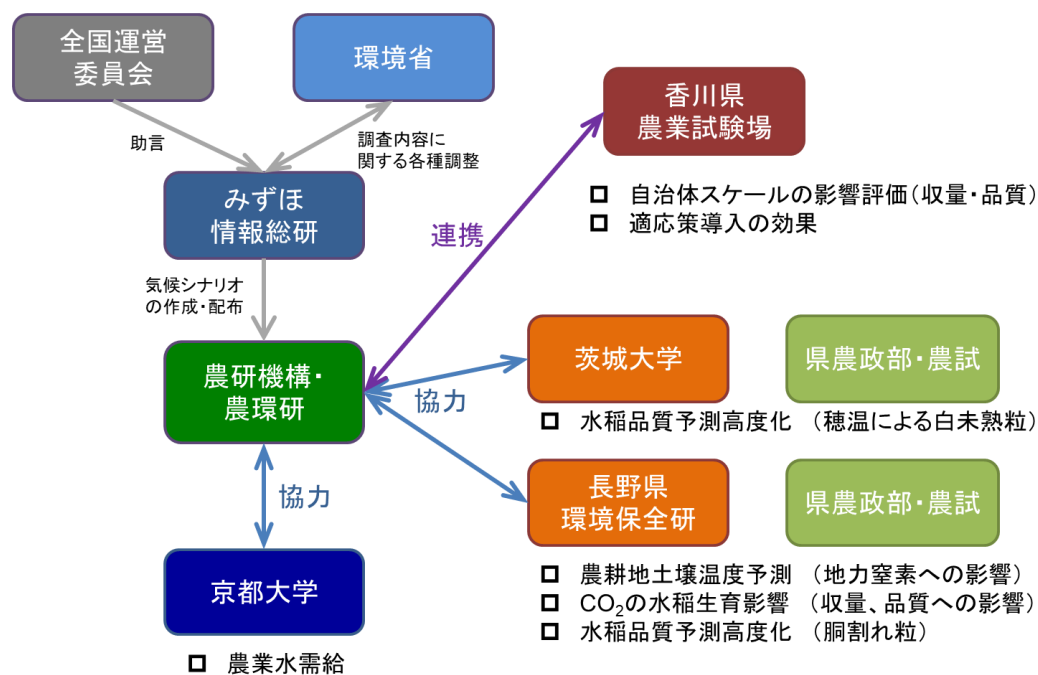 全国運営
委員会
環境省
香川県
農業試験場
助言
調査内容に
関する各種調整
みずほ
情報総研
□ 自治体スケールの影響評価（収量・品質）
□ 適応策導入の効果
連携
気候シナリオ
の作成・配布
農研機構・
農環研
協力
茨城大学
県農政部・農試
□ 水稲品質予測高度化 （穂温による白未熟粒）
長野県
環境保全研
県農政部・農試
協力
京都大学
□ 農耕地土壌温度予測 （地力窒素への影響）
□ CO₂の水稲生育影響 （収量、品質への影響）
□ 水稲品質予測高度化 （胴割れ粒）
□ 農業水需給